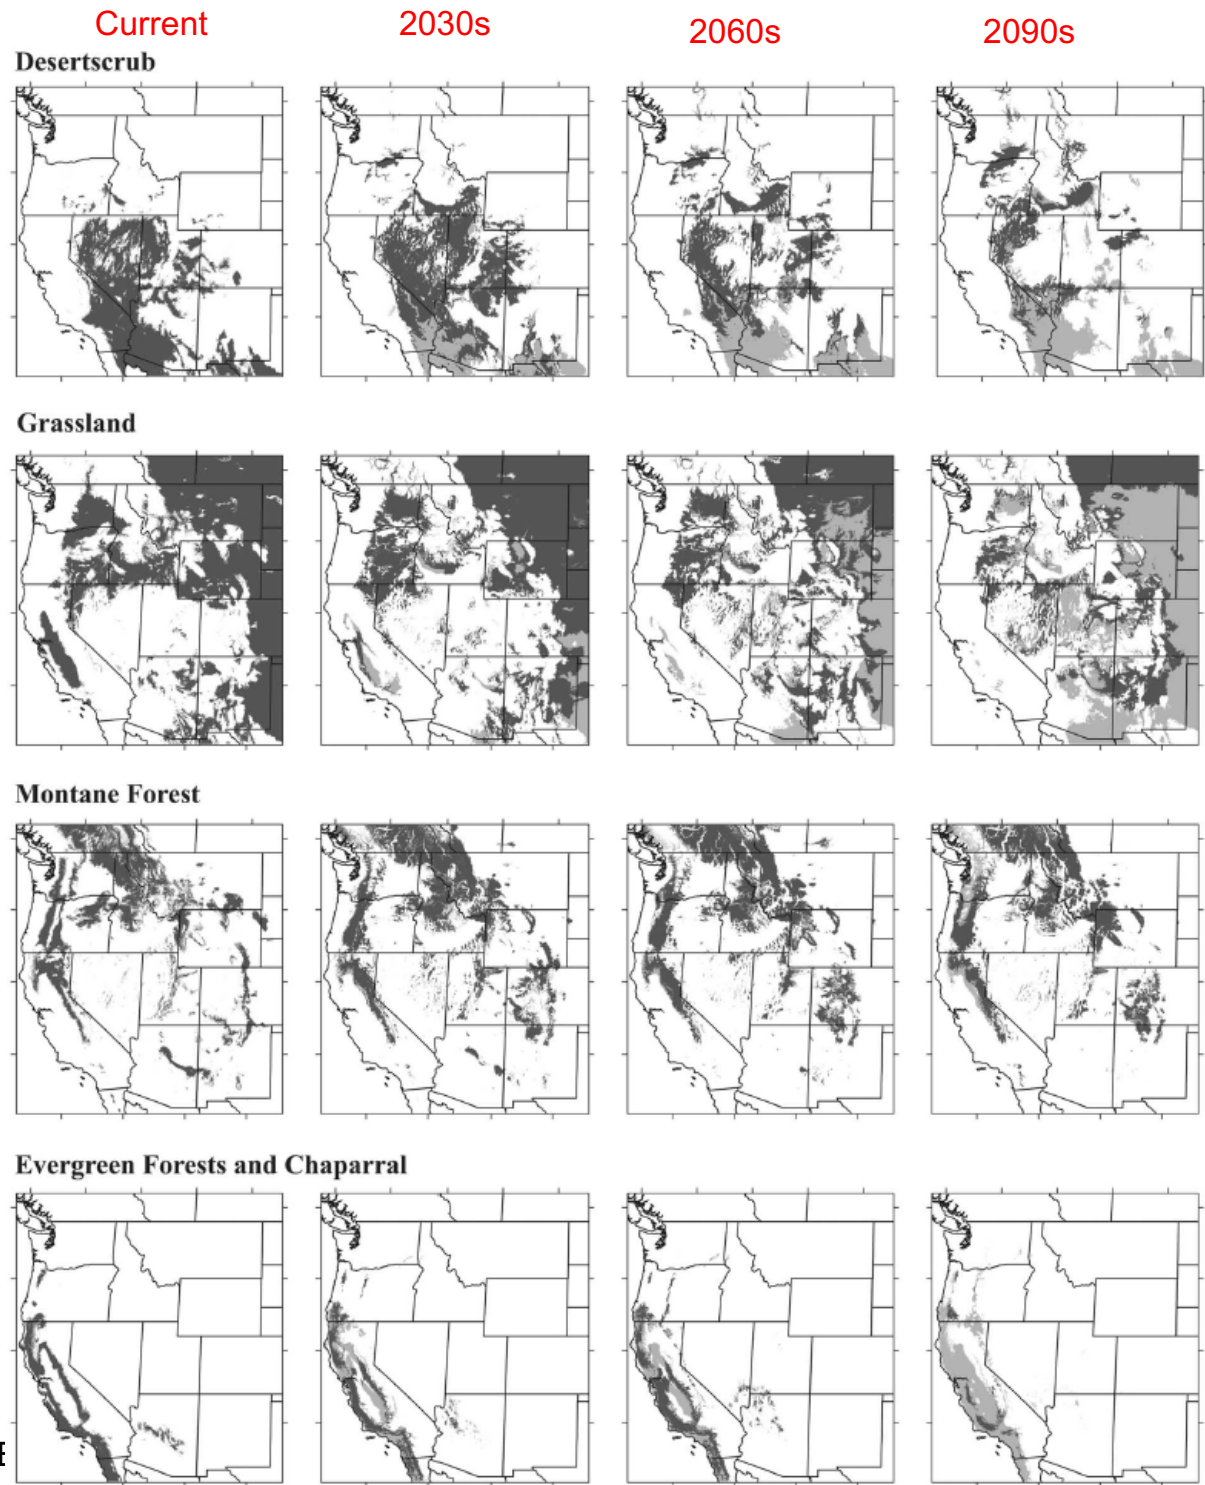 Current 2030s 2060s 2090s
Desertscrub
Grassland
Montane Forest
Evergreen Forests and Chaparral
E